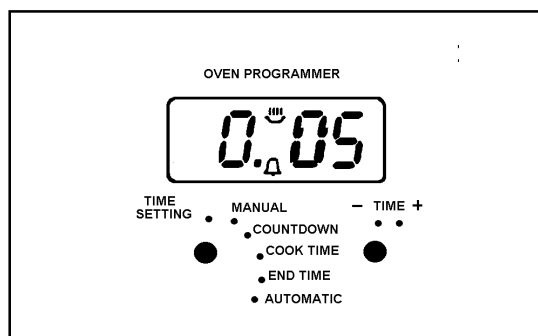 OVEN PROGRAMMER
0.05
TIME
SETTING
MANUAL
COUNTDOWN
COOK TIME
END TIME
AUTOMATIC
− TIME +